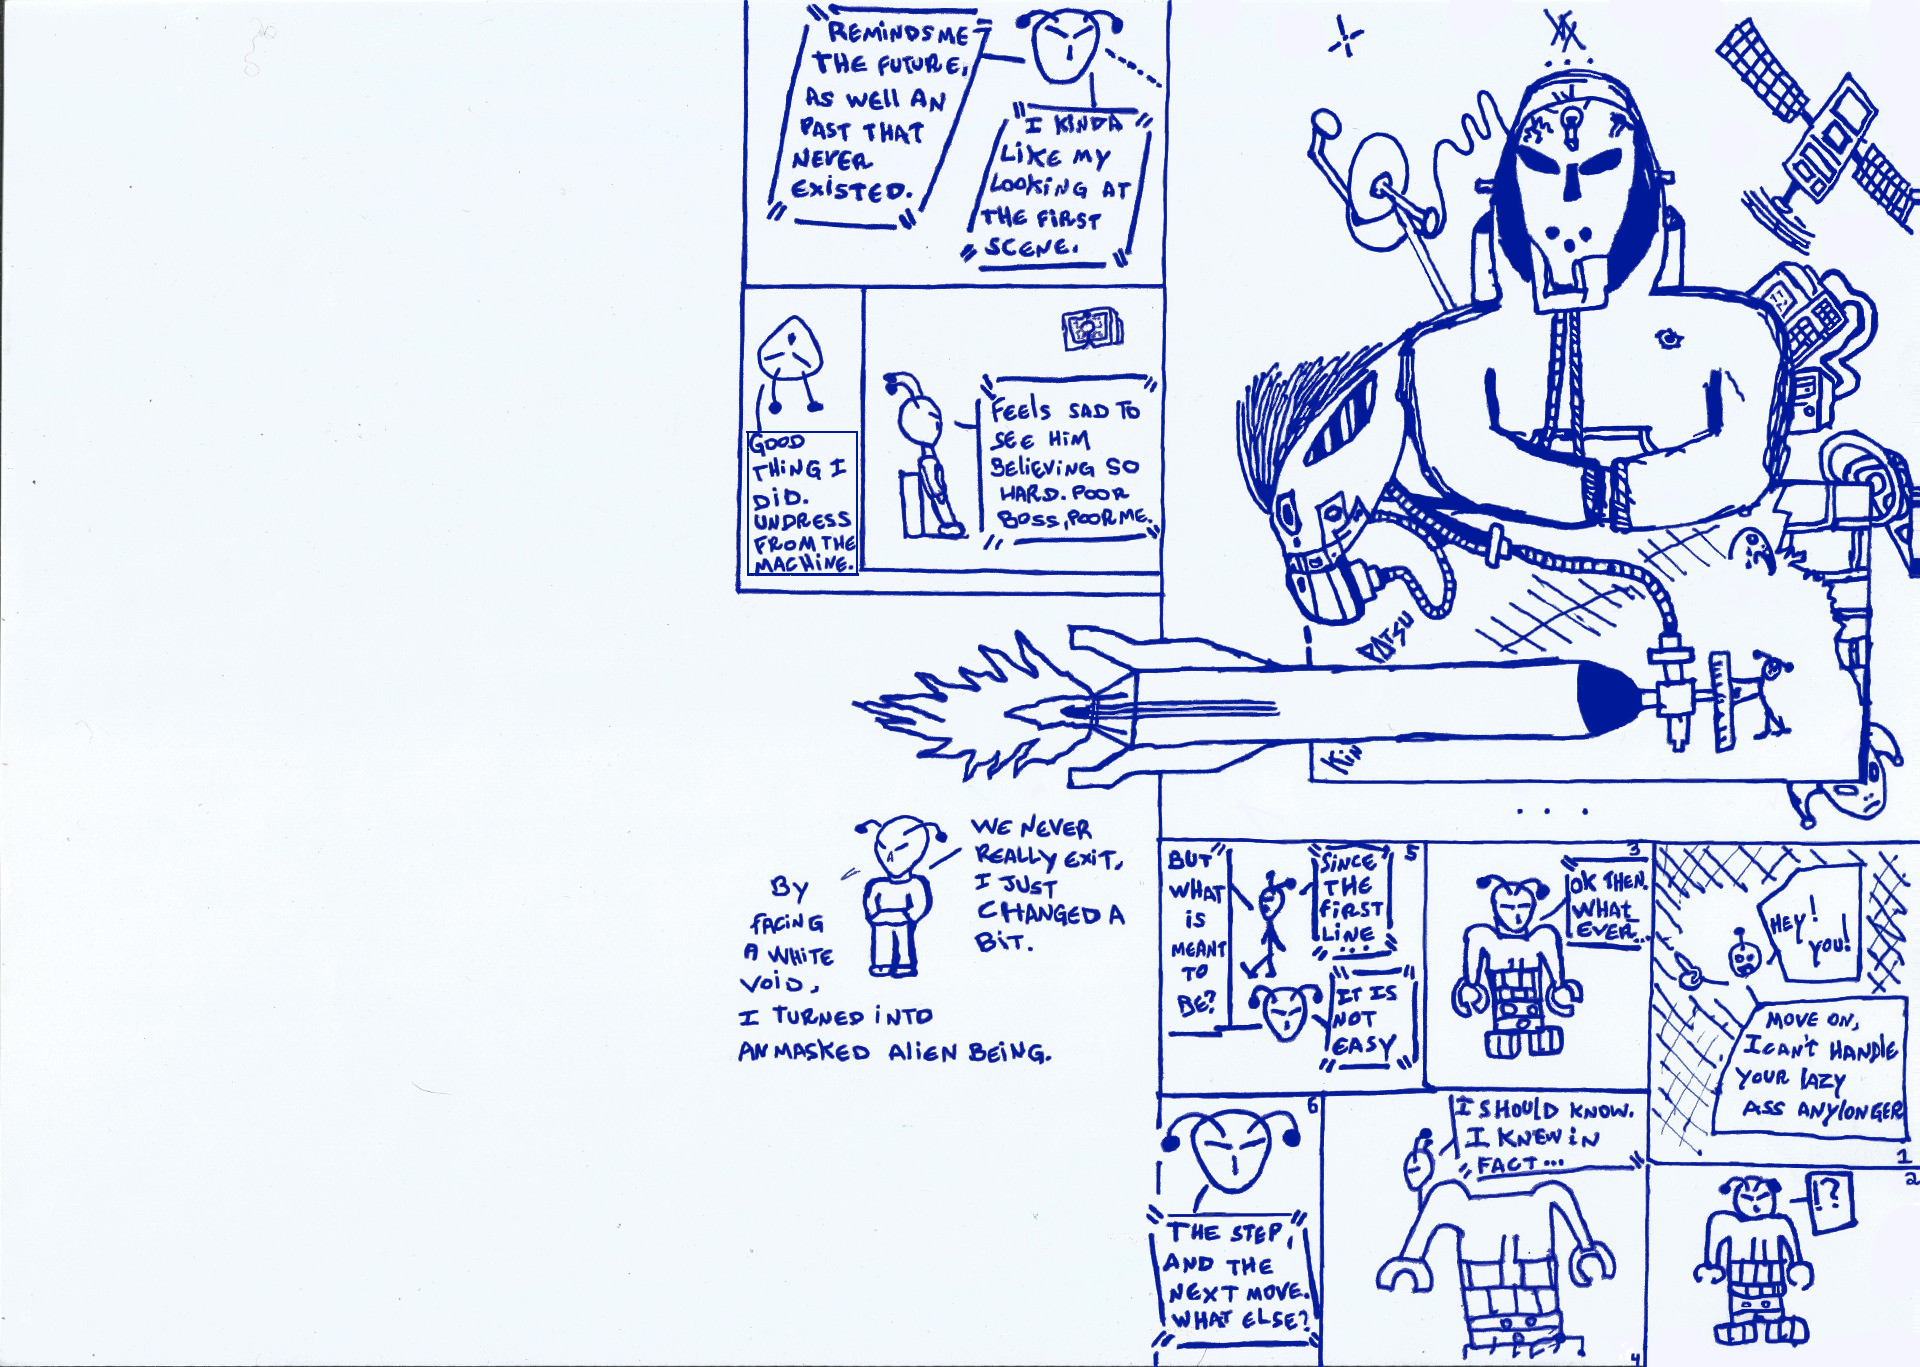 REMINDS ME
THE FUTURE,
AS WELL AN
PAST THAT
NEVER
EXISTED.
I KINDA
LIKE MY
LOOKING AT
THE FIRST
SCENE.
GOOD
THING I
DID.
UNDRESS
FROM THE
MACHINE.
FEELS SAD TO
SEE HIM
BELIEVING SO
HARD. POOR
BOSS, POOR ME.
PATSU
KIN
WE NEVER
REALLY EXIT,
I JUST
CHANGED A
BIT.
BY
FACING
A WHITE
VOID,
I TURNED INTO
AN MASKED ALIEN BEING.
...
HEY!
YOU!
MOVE ON,
I CAN'T HANDLE
YOUR LAZY
ASS ANYLONGER
1
2
!?
3
OK THEN.
WHAT
EVER...
I SHOULD KNOW.
I KNEW IN
FACT...
4
5
SINCE
THE
FIRST
LINE
...
BUT
WHAT
IS
MEANT
TO
BE?
IT IS
NOT
EASY
6
THE STEP,
AND THE
NEXT MOVE.
WHAT ELSE?